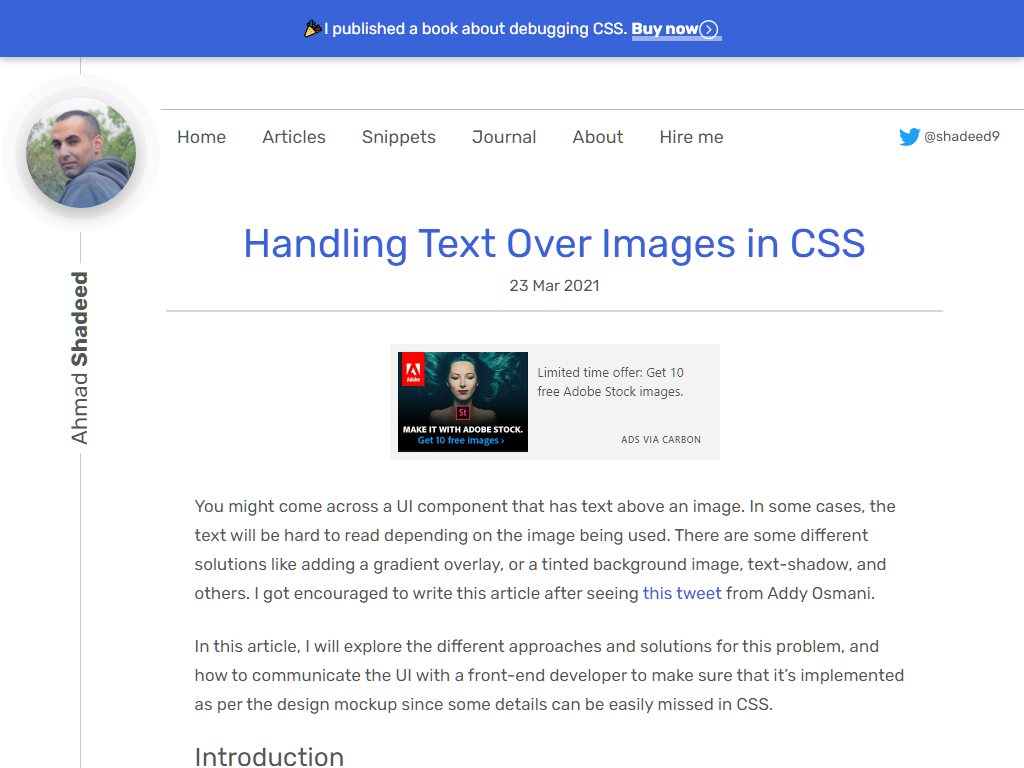 I published a book about debugging CSS. Buy now
Home Articles Snippets Journal About Hire me @shadeed9
Ahmad Shadeed
Handling Text Over Images in CSS
23 Mar 2021
Adobe
St
MAKE IT WITH ADOBE STOCK.
Get 10 free images ›
Limited time offer: Get 10
free Adobe Stock images.
ADS VIA CARBON
You might come across a UI component that has text above an image. In some cases, the
text will be hard to read depending on the image being used. There are some different
solutions like adding a gradient overlay, or a tinted background image, text-shadow, and
others. I got encouraged to write this article after seeing this tweet from Addy Osmani.
In this article, I will explore the different approaches and solutions for this problem, and
how to communicate the UI with a front-end developer to make sure that it’s implemented
as per the design mockup since some details can be easily missed in CSS.
Introduction